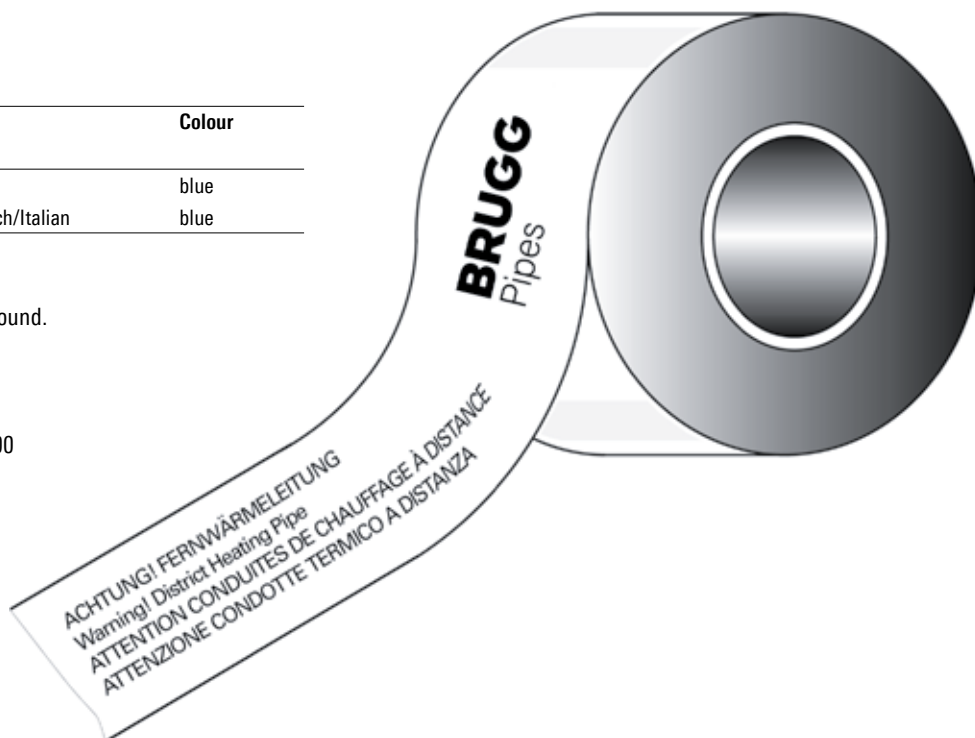 Colour
blue
ch/Italian blue
ound.
00
BRUGG
Pipes
ACHTUNG! FERNWÄRMELEITUNG
Warning! District Heating Pipe
ATTENTION CONDUITES DE CHAUFFAGE À DISTANCE
ATTENZIONE CONDOTTE TERMICO A DISTANZA